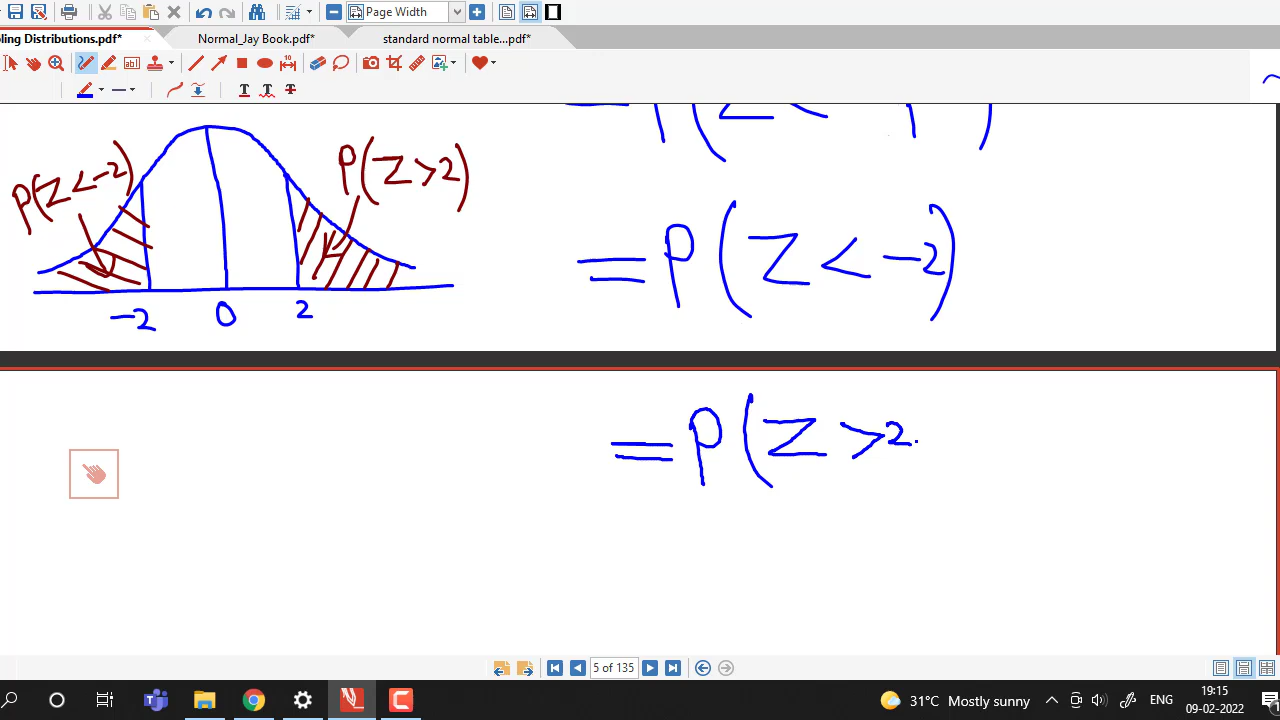 Page Width
ling Distributions.pdf* Normal_Jay Book.pdf* standard normal table...pdf*
10
T T T
P(Z<-2) P(Z>2)
-2 0 2
= P(Z < -2)
= P(Z > 2
5 of 135
31°C Mostly sunny ENG 19:15
09-02-2022